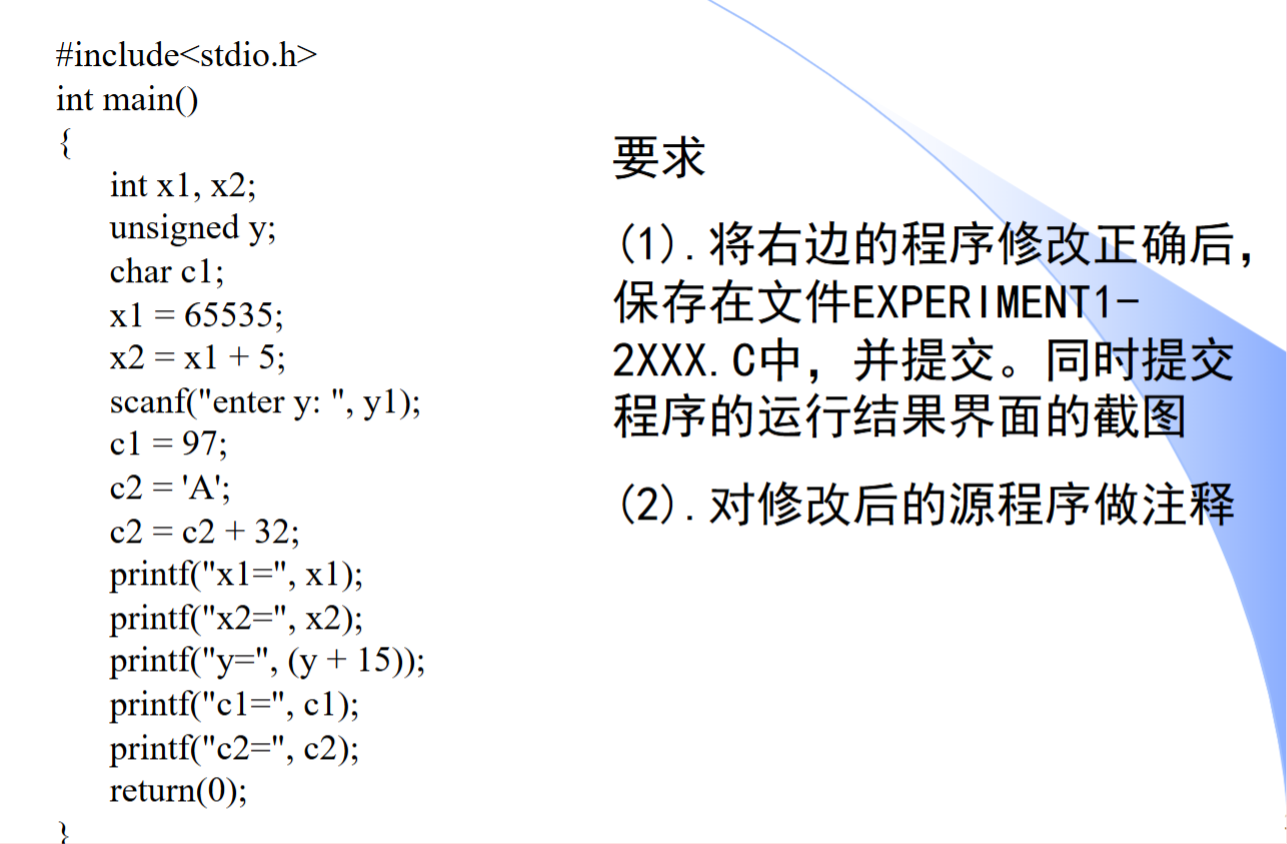 #include<stdio.h>
int main()
{
int x1, x2;
unsigned y;
char c1;
x1 = 65535;
x2 = x1 + 5;
scanf("enter y: ", y1);
c1 = 97;
c2 = 'A';
c2 = c2 + 32;
printf("x1=", x1);
printf("x2=", x2);
printf("y=", (y + 15));
printf("c1=", c1);
printf("c2=", c2);
return(0);
}
要求
(1).将右边的程序修改正确后，
保存在文件EXPERIMENT1-
2XXX.C中，并提交。同时提交
程序的运行结果界面的截图
(2).对修改后的源程序做注释